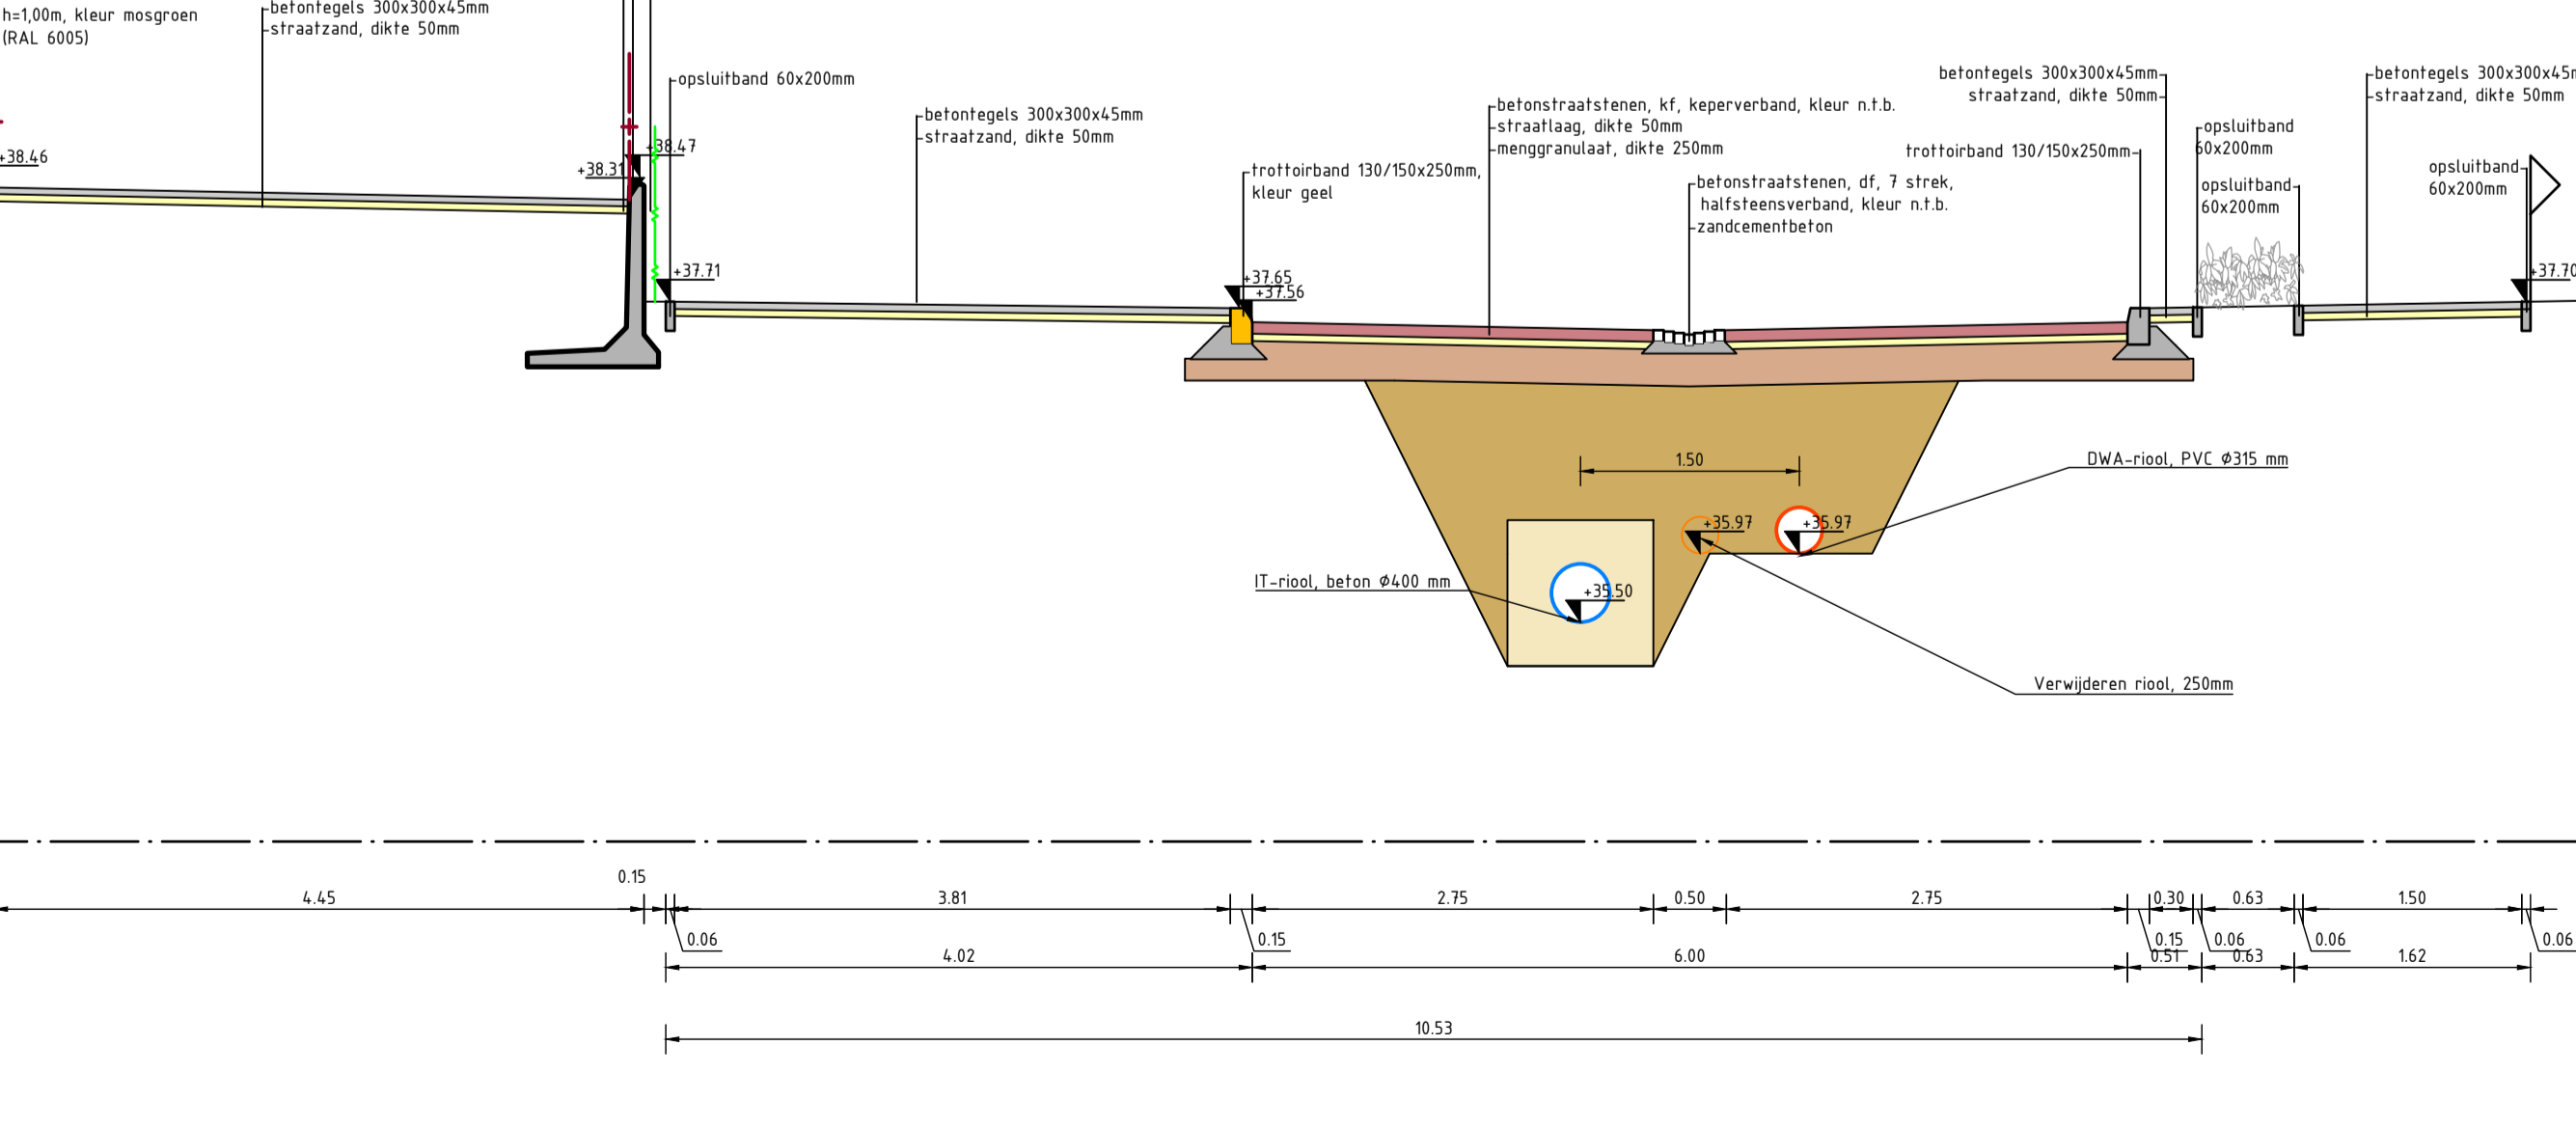 h=1,00m, kleur mosgroen
(RAL 6005)
betontegels 300x300x45mm
straatzand, dikte 50mm
opsluitband 60x200mm
betontegels 300x300x45mm
straatzand, dikte 50mm
trottoirband 130/150x250mm,
kleur geel
betonstraatstenen, kf, keperverband, kleur n.t.b.
straatlaag, dikte 50mm
menggranulaat, dikte 250mm
betonstraatstenen, df, 7 strek,
halfsteensverband, kleur n.t.b.
zandcementbeton
betontegels 300x300x45mm
straatzand, dikte 50mm
trottoirband 130/150x250mm
opsluitband
60x200mm
opsluitband
60x200mm
betontegels 300x300x45m
straatzand, dikte 50mm
opsluitband
60x200mm
+38.46
+38.31
+38.47
+37.71
+37.65
+37.56
+37.70
1.50
DWA-riool, PVC Ø315 mm
+35.97
+35.97
IT-riool, beton Ø400 mm
+35.50
Verwijderen riool, 250mm
0.15
4.45
3.81
2.75
0.50
2.75
0.30
0.63
1.50
0.06
0.15
0.15
0.06
0.06
0.06
4.02
6.00
0.51
0.63
1.62
10.53